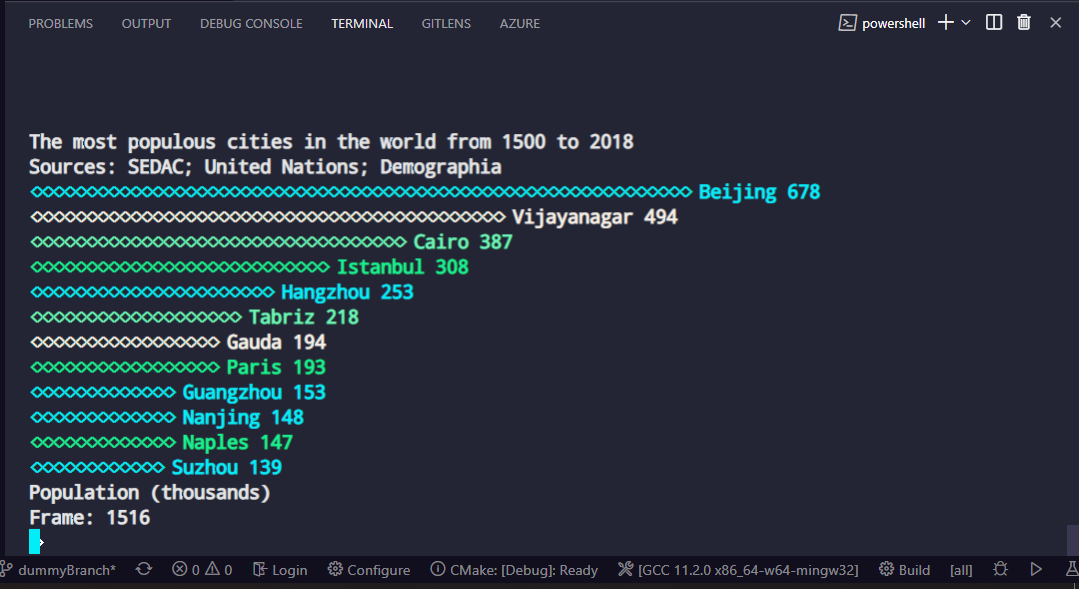 PROBLEMS OUTPUT DEBUG CONSOLE TERMINAL GITLENS AZURE powershell
The most populous cities in the world from 1500 to 2018
Sources: SEDAC; United Nations; Demographia
Beijing 678
Vijayanagar 494
Cairo 387
Istanbul 308
Hangzhou 253
Tabriz 218
Gauda 194
Paris 193
Guangzhou 153
Nanjing 148
Naples 147
Suzhou 139
Population (thousands)
Frame: 1516
dummyBranch* 0 0 Login Configure CMake: [Debug]: Ready [GCC 11.2.0 x86_64-w64-mingw32] Build [all]